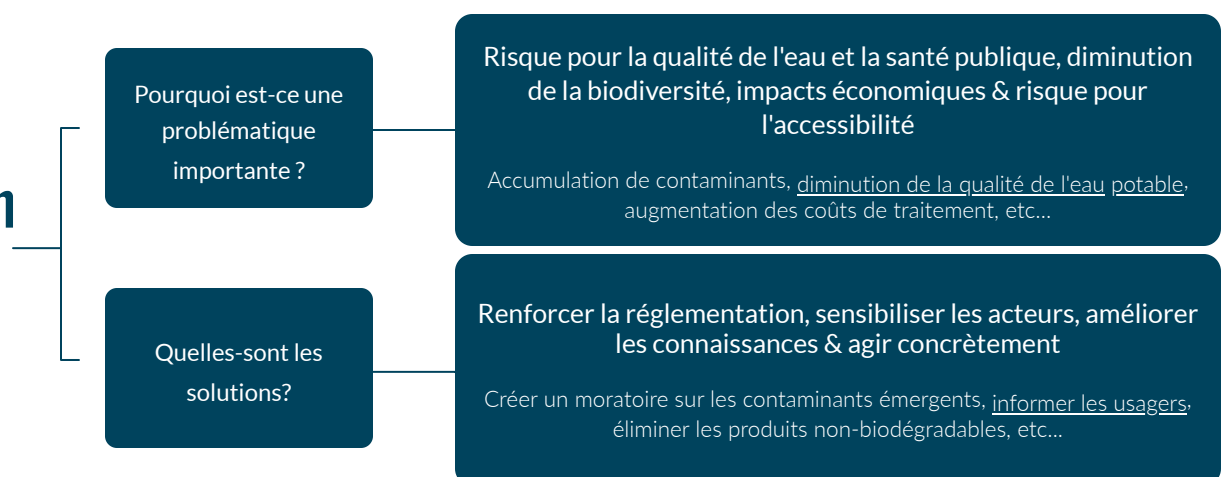 Pourquoi est-ce une
problématique
importante ?
Risque pour la qualité de l'eau et la santé publique, diminution
de la biodiversité, impacts économiques & risque pour
l'accessibilité
Accumulation de contaminants, diminution de la qualité de l'eau potable,
augmentation des coûts de traitement, etc...
Quelles-sont les
solutions?
Renforcer la réglementation, sensibiliser les acteurs, améliorer
les connaissances & agir concrètement
Créer un moratoire sur les contaminants émergents, informer les usagers,
éliminer les produits non-biodégradables, etc...